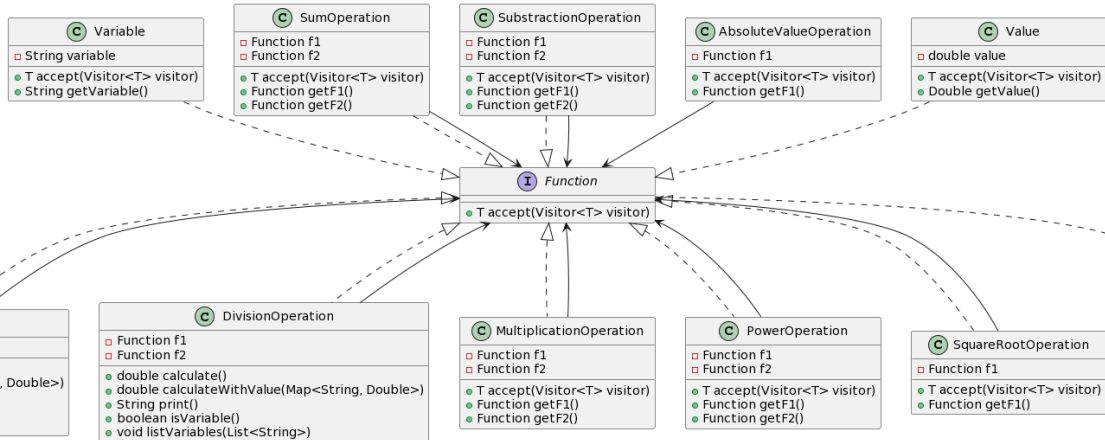 C Variable
String variable
T accept(Visitor<T> visitor)
String getVariable()
C SumOperation
Function f1
Function f2
T accept(Visitor<T> visitor)
Function getF1()
Function getF2()
C SubstractionOperation
Function f1
Function f2
T accept(Visitor<T> visitor)
Function getF1()
Function getF2()
C AbsoluteValueOperation
Function f1
T accept(Visitor<T> visitor)
Function getF1()
C Value
double value
T accept(Visitor<T> visitor)
Double getValue()
I Function
T accept(Visitor<T> visitor)
, Double>)
C DivisionOperation
Function f1
Function f2
double calculate()
double calculateWithValue(Map<String, Double>)
String print()
boolean isVariable()
void listVariables(List<String>)
C MultiplicationOperation
Function f1
Function f2
T accept(Visitor<T> visitor)
Function getF1()
Function getF2()
C PowerOperation
Function f1
Function f2
T accept(Visitor<T> visitor)
Function getF1()
Function getF2()
C SquareRootOperation
Function f1
T accept(Visitor<T> visitor)
Function getF1()